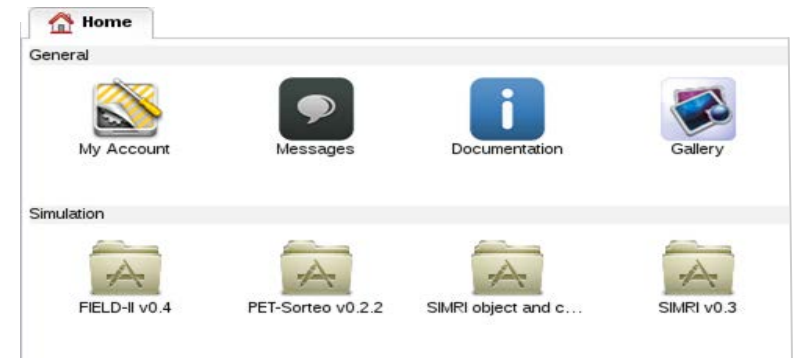 Home
General
My Account Messages Documentation Gallery
Simulation
FIELD-II v0.4 PET-Sorteo v0.2.2 SIMRI object and c... SIMRI v0.3